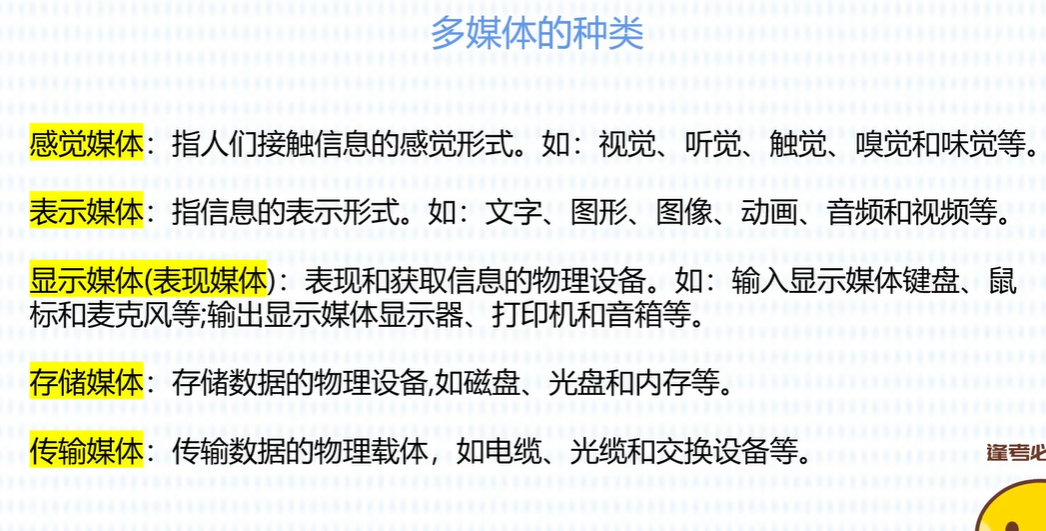 多媒体的种类
感觉媒体：指人们接触信息的感觉形式。如：视觉、听觉、触觉、嗅觉和味觉等。
表示媒体：指信息的表示形式。如：文字、图形、图像、动画、音频和视频等。
显示媒体(表现媒体)：表现和获取信息的物理设备。如：输入显示媒体键盘、鼠
标和麦克风等;输出显示媒体显示器、打印机和音箱等。
存储媒体：存储数据的物理设备,如磁盘、光盘和内存等。
传输媒体：传输数据的物理载体，如电缆、光缆和交换设备等。
逢考必